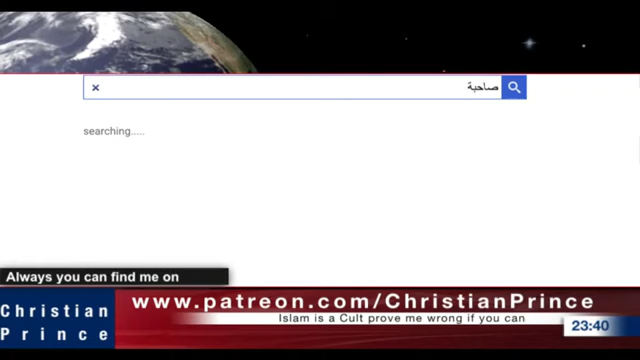 × صاحبة
searching.....
Always you can find me on
www.patreon.com/ChristianPrince
Christian
Prince
Islam is a Cult prove me wrong if you can
23:40